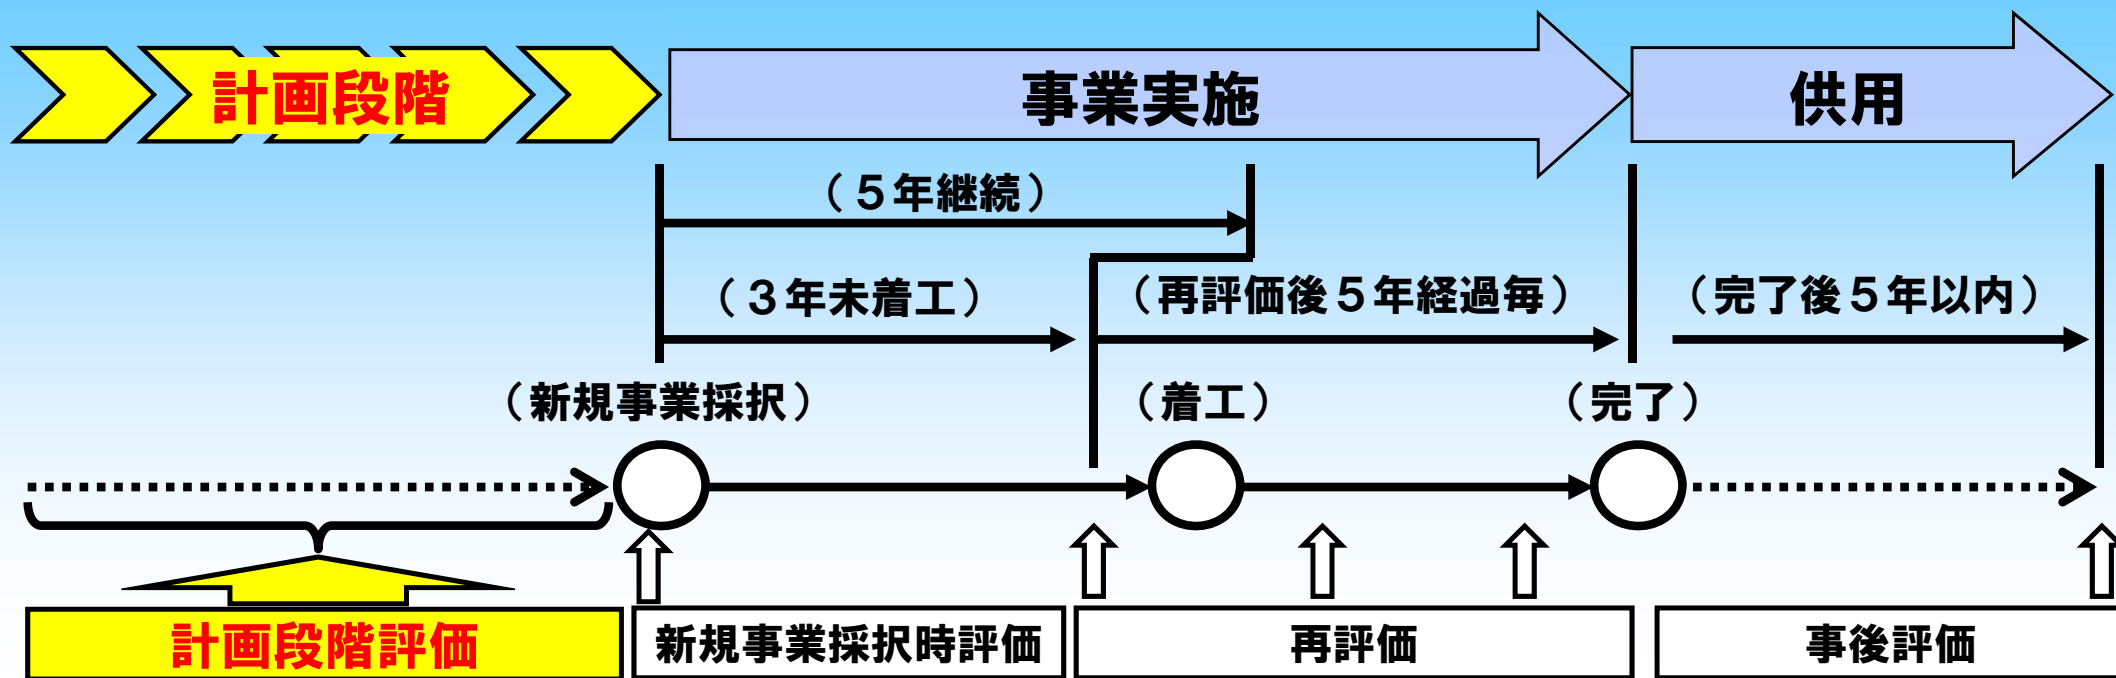 計画段階
事業実施
供用
（５年継続）
（３年未着工）
（再評価後５年経過毎）
（完了後５年以内）
（新規事業採択）
（着工）
（完了）
計画段階評価
新規事業採択時評価
再評価
事後評価